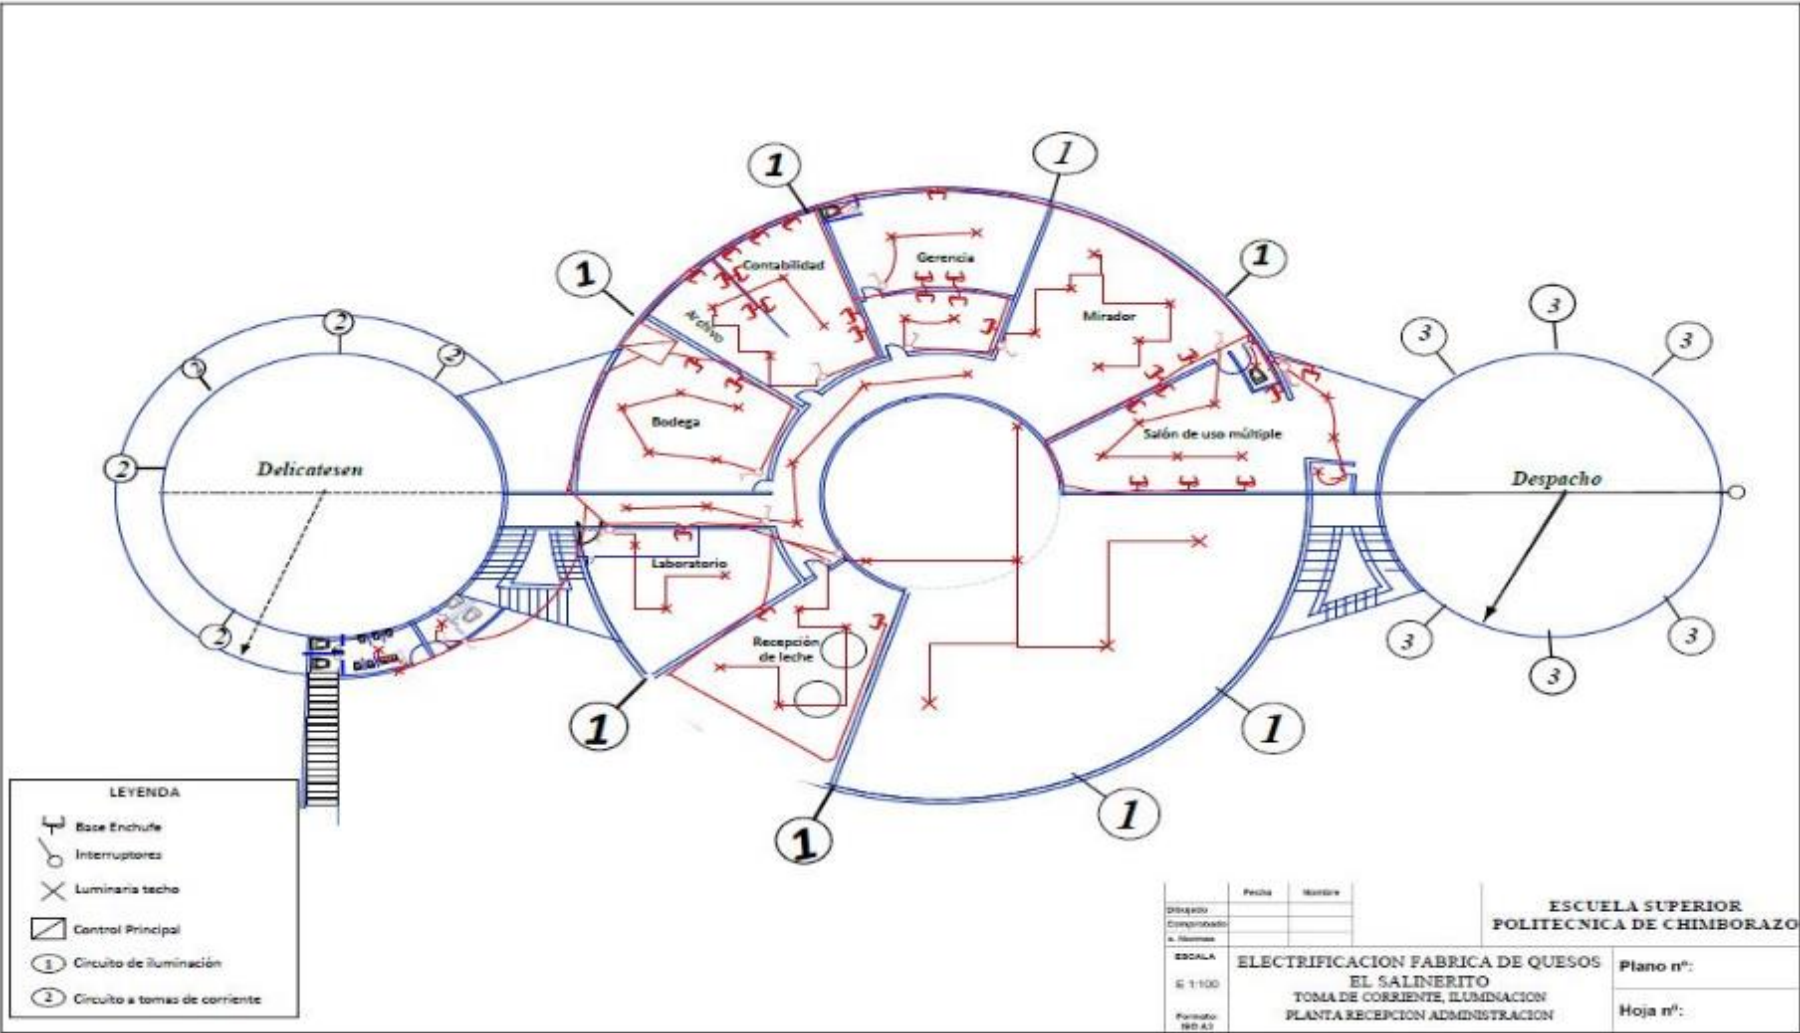 1
1
1
1
3
3
3
2
2
2
Contabilidad
Gerencia
Mirador
Archivo
Bodega
Salón de uso múltiple
2
Delicatesen
Despacho
Laboratorio
Recepción
de leche
2
3
3
3
1
1
1
1
LEYENDA
Base Enchufe
Interruptores
Luminaria techo
Control Principal
1 Circuito de iluminación
2 Circuito a tomas de corriente
Fecha Nombre
Dibujado
Comprobado
s. Normas
ESCUELA SUPERIOR
POLITECNICA DE CHIMBORAZO
ESCALA
E 1:100
Formato:
ISO A3
ELECTRIFICACION FABRICA DE QUESOS
EL SALINERITO
TOMA DE CORRIENTE, ILUMINACION
PLANTA RECEPCION ADMINISTRACION
Plano nº:
Hoja nº: